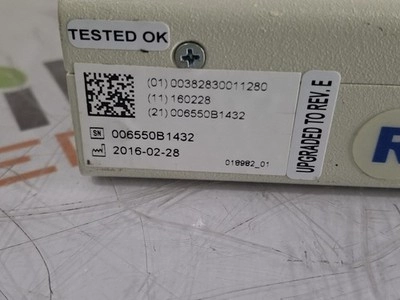 TESTED OK
(01) 00382830011280
(11) 160228
(21) 006550B1432
SN 006550B1432
2016-02-28
018982_01
UPGRADED TO REV. E
R